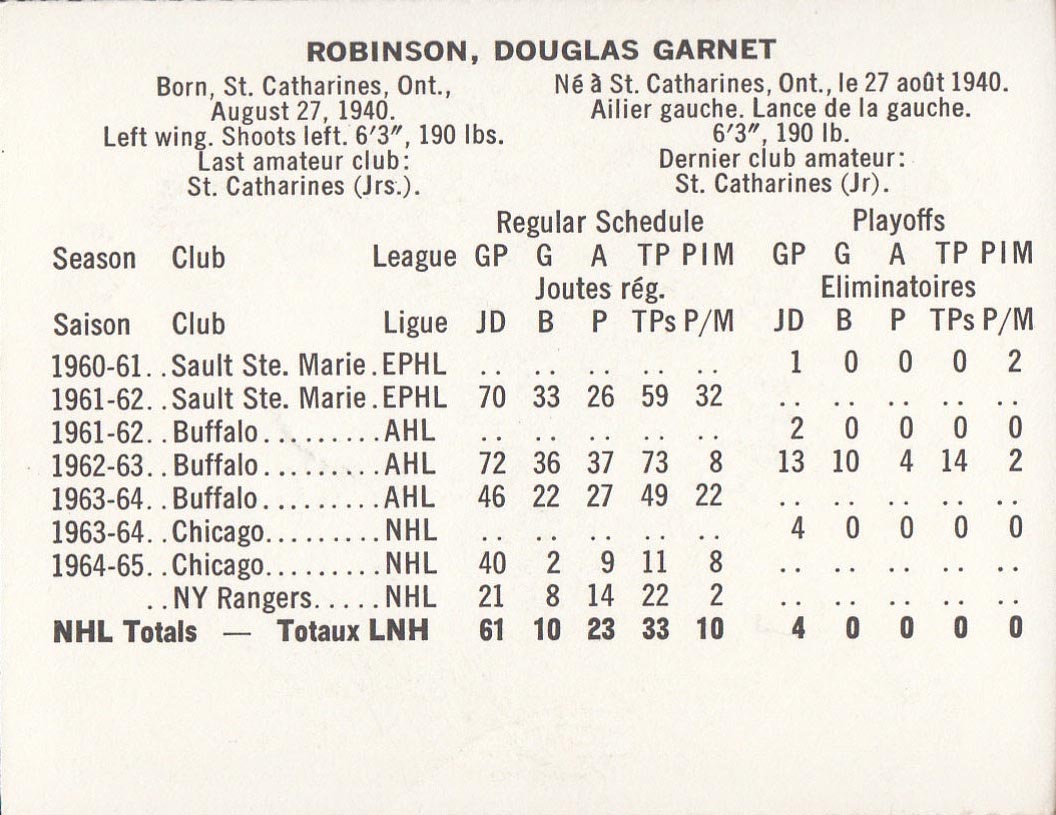 ROBINSON, DOUGLAS GARNET
Born, St. Catharines, Ont.,
August 27, 1940.
Left wing. Shoots left. 6'3", 190 lbs.
Last amateur club:
St. Catharines (Jrs.).
Né à St. Catharines, Ont., le 27 août 1940.
Ailier gauche. Lance de la gauche.
6'3", 190 lb.
Dernier club amateur:
St. Catharines (Jr).
Regular Schedule Playoffs
Season Club League GP G A TP PIM GP G A TP PIM
Joutes rég. Eliminatoires
Saison Club Ligue JD B P TPs P/M JD B P TPs P/M
1960-61. . Sault Ste. Marie . EPHL . . . . . . . . . . 1 0 0 0 2
1961-62. . Sault Ste. Marie . EPHL 70 33 26 59 32 . . . . . . . . . .
1961-62. . Buffalo . . . . . . . . . AHL . . . . . . . . . . 2 0 0 0 0
1962-63. . Buffalo . . . . . . . . . AHL 72 36 37 73 8 13 10 4 14 2
1963-64. . Buffalo . . . . . . . . . AHL 46 22 27 49 22 . . . . . . . . . .
1963-64. . Chicago. . . . . . . . . NHL . . . . . . . . . . 4 0 0 0 0
1964-65. . Chicago. . . . . . . . . NHL 40 2 9 11 8 . . . . . . . . . .
. . NY Rangers. . . . . NHL 21 8 14 22 2 . . . . . . . . . .
NHL Totals — Totaux LNH 61 10 23 33 10 4 0 0 0 0